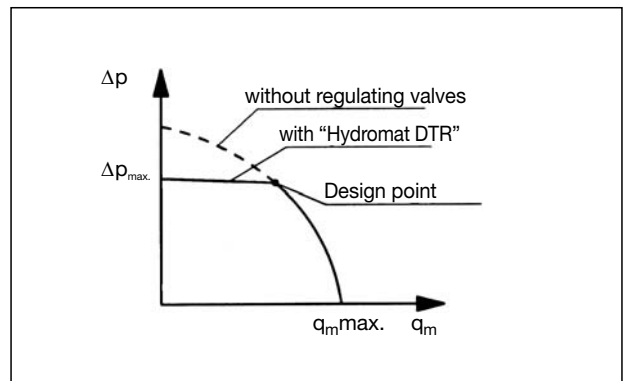 Δp
without regulating valves
with “Hydromat DTR”
Δpmax.
Design point
qmmax.
qm